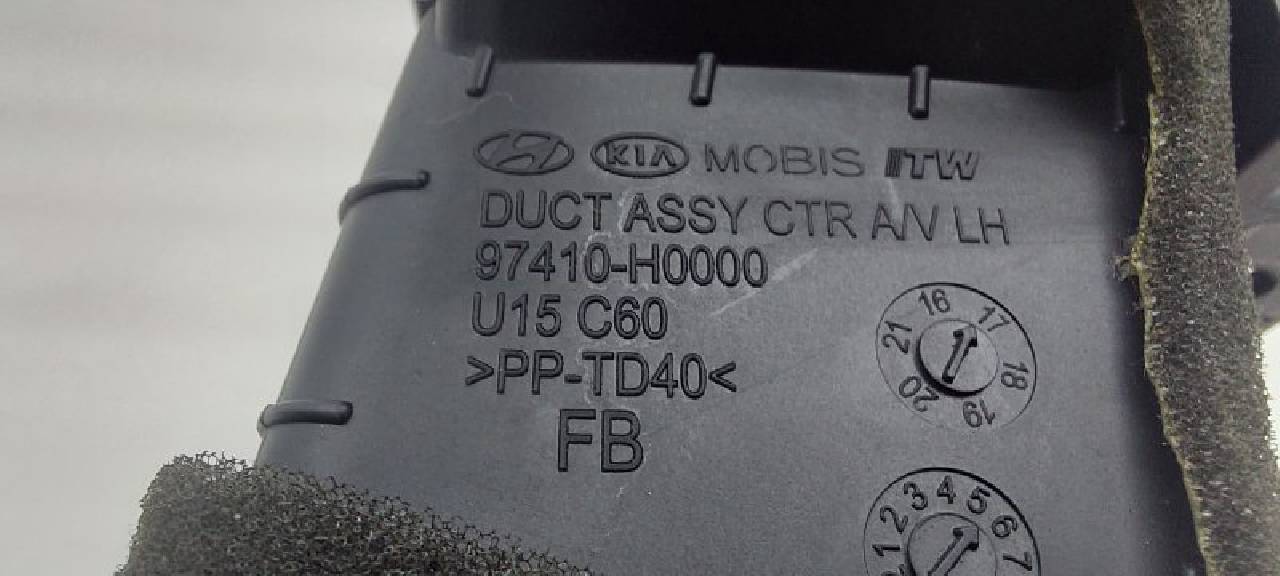 KIA MOBIS ITW
DUCT ASSY CTR A/V LH
97410-H0000
U15 C60
>PP-TD40<
FB
16 17 18 19 20 21
1 2 3 4 5 6 7